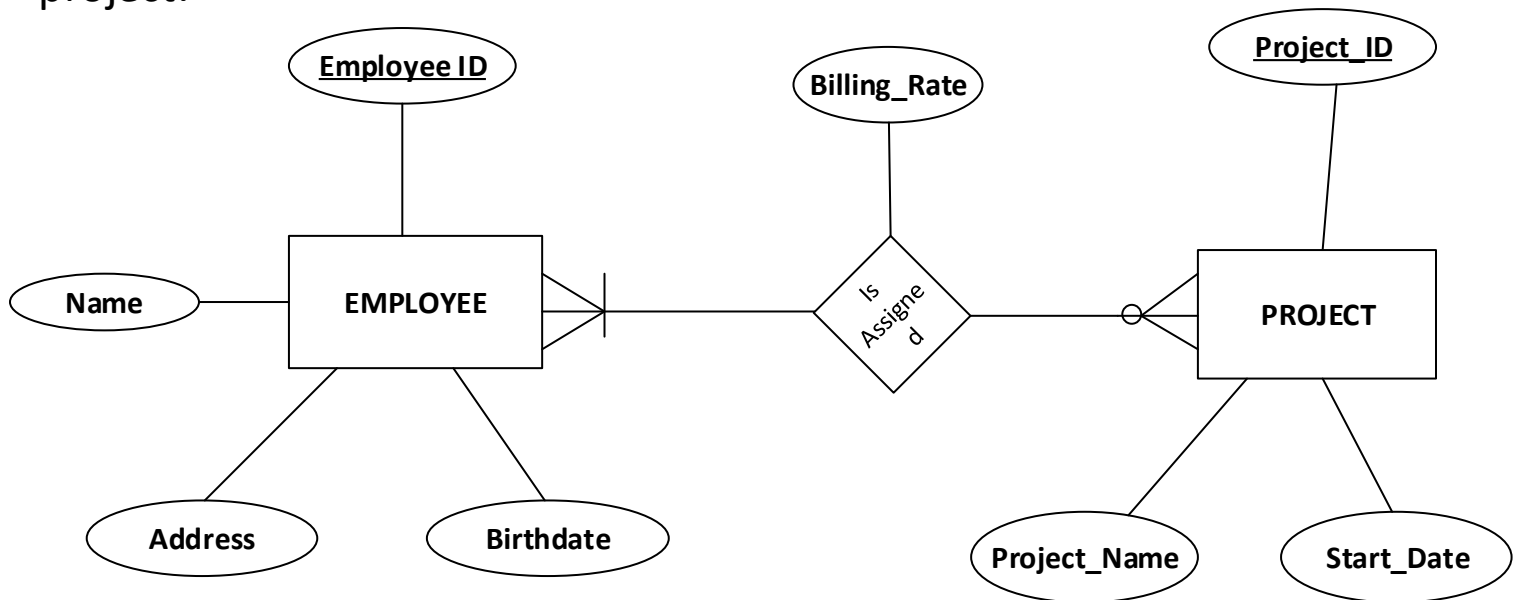 project.
Employee ID
Billing_Rate
Project_ID
Name
EMPLOYEE
Is
Assigne
d
PROJECT
Address
Birthdate
Project_Name
Start_Date